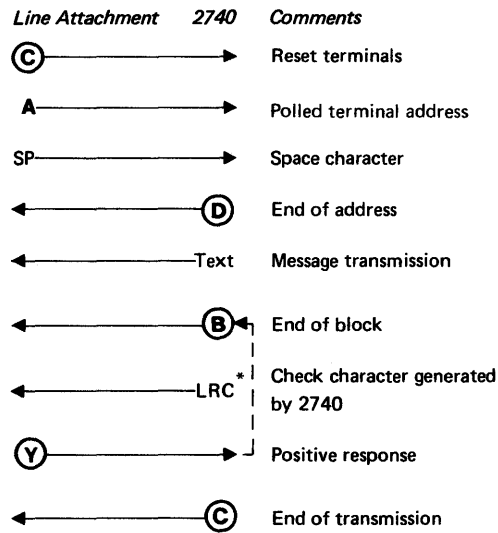 Line Attachment 2740 Comments
C Reset terminals
A Polled terminal address
SP Space character
D End of address
Text Message transmission
B End of block
LRC* Check character generated
by 2740
Y Positive response
C End of transmission